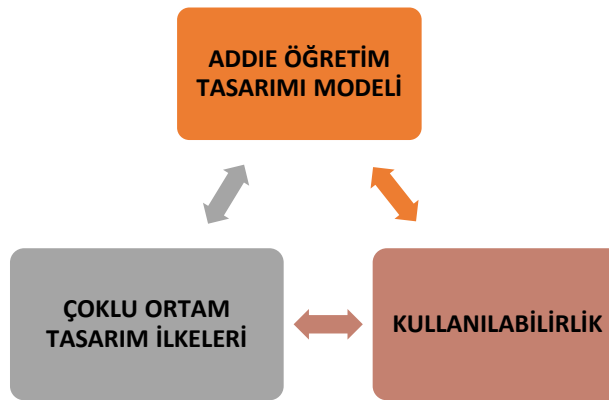 ADDIE ÖĞRETİM
TASARIMI MODELİ
ÇOKLU ORTAM
TASARIM İLKELERİ
KULLANILABİLİRLİK